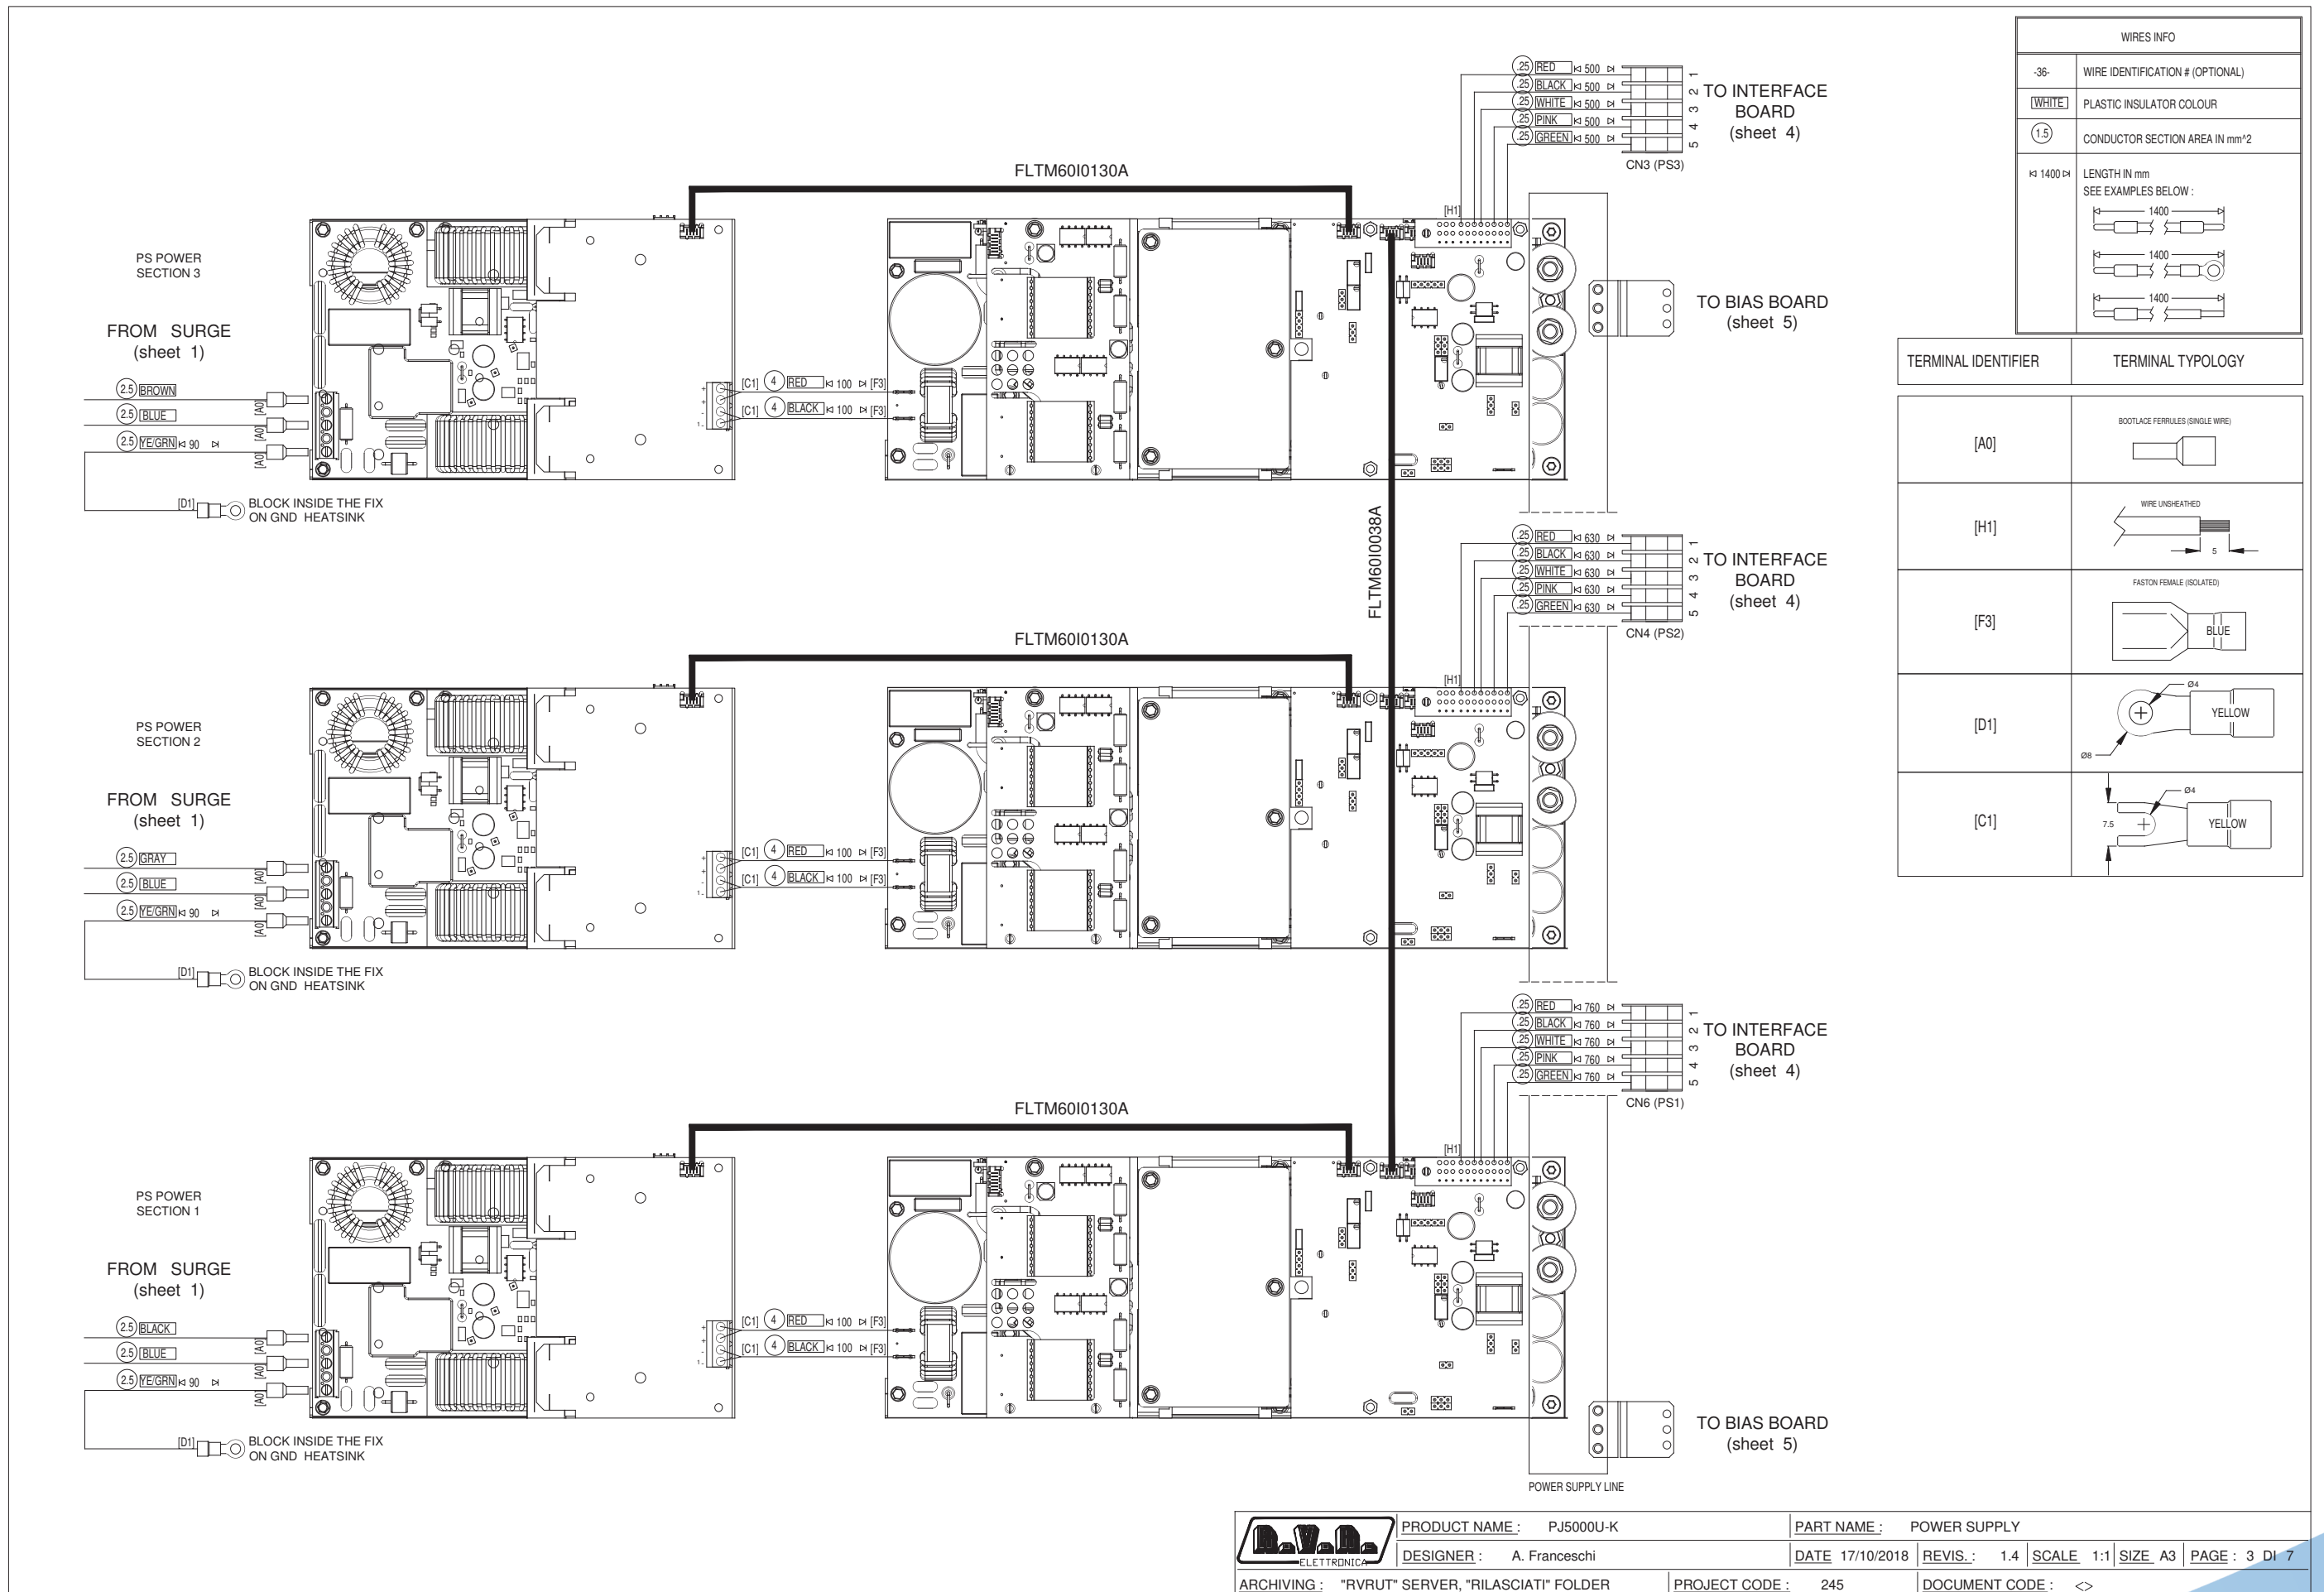 WIRES INFO
-36- WIRE IDENTIFICATION # (OPTIONAL)
WHITE PLASTIC INSULATOR COLOUR
1.5 CONDUCTOR SECTION AREA IN mm^2
1400 LENGTH IN mm
SEE EXAMPLES BELOW :
1400
1400
1400
TERMINAL IDENTIFIER TERMINAL TYPOLOGY
[A0] BOOTLACE FERRULES (SINGLE WIRE)
[H1] WIRE UNSHEATHED
5
[F3] FASTON FEMALE (ISOLATED)
BLUE
[D1] Ø4
YELLOW
Ø8
[C1] Ø4
7.5
YELLOW
.25 RED 500 1
.25 BLACK 500 2
.25 WHITE 500 3
.25 PINK 500 4
.25 GREEN 500 5
TO INTERFACE
BOARD
(sheet 4)
CN3 (PS3)
FLTM60I0130A
[H1]
PS POWER
SECTION 3
FROM SURGE
(sheet 1)
2.5 BROWN [A0]
2.5 BLUE [A0]
2.5 YE/GRN 90 [A0]
[D1] BLOCK INSIDE THE FIX
ON GND HEATSINK
+
+
-
1 -
[C1] 4 RED 100 [F3]
[C1] 4 BLACK 100 [F3]
TO BIAS BOARD
(sheet 5)
FLTM60I0038A
.25 RED 630 1
.25 BLACK 630 2
.25 WHITE 630 3
.25 PINK 630 4
.25 GREEN 630 5
TO INTERFACE
BOARD
(sheet 4)
CN4 (PS2)
FLTM60I0130A
[H1]
PS POWER
SECTION 2
FROM SURGE
(sheet 1)
2.5 GRAY [A0]
2.5 BLUE [A0]
2.5 YE/GRN 90 [A0]
[D1] BLOCK INSIDE THE FIX
ON GND HEATSINK
+
+
-
1 -
[C1] 4 RED 100 [F3]
[C1] 4 BLACK 100 [F3]
.25 RED 760 1
.25 BLACK 760 2
.25 WHITE 760 3
.25 PINK 760 4
.25 GREEN 760 5
TO INTERFACE
BOARD
(sheet 4)
CN6 (PS1)
FLTM60I0130A
[H1]
PS POWER
SECTION 1
FROM SURGE
(sheet 1)
2.5 BLACK [A0]
2.5 BLUE [A0]
2.5 YE/GRN 90 [A0]
[D1] BLOCK INSIDE THE FIX
ON GND HEATSINK
+
+
-
1 -
[C1] 4 RED 100 [F3]
[C1] 4 BLACK 100 [F3]
TO BIAS BOARD
(sheet 5)
POWER SUPPLY LINE
R.V.R.
ELETTRONICA
PRODUCT NAME : PJ5000U-K PART NAME : POWER SUPPLY
DESIGNER : A. Franceschi DATE 17/10/2018 REVIS. : 1.4 SCALE 1:1 SIZE A3 PAGE : 3 DI 7
ARCHIVING : "RVRUT" SERVER, "RILASCIATI" FOLDER PROJECT CODE : 245 DOCUMENT CODE : <>